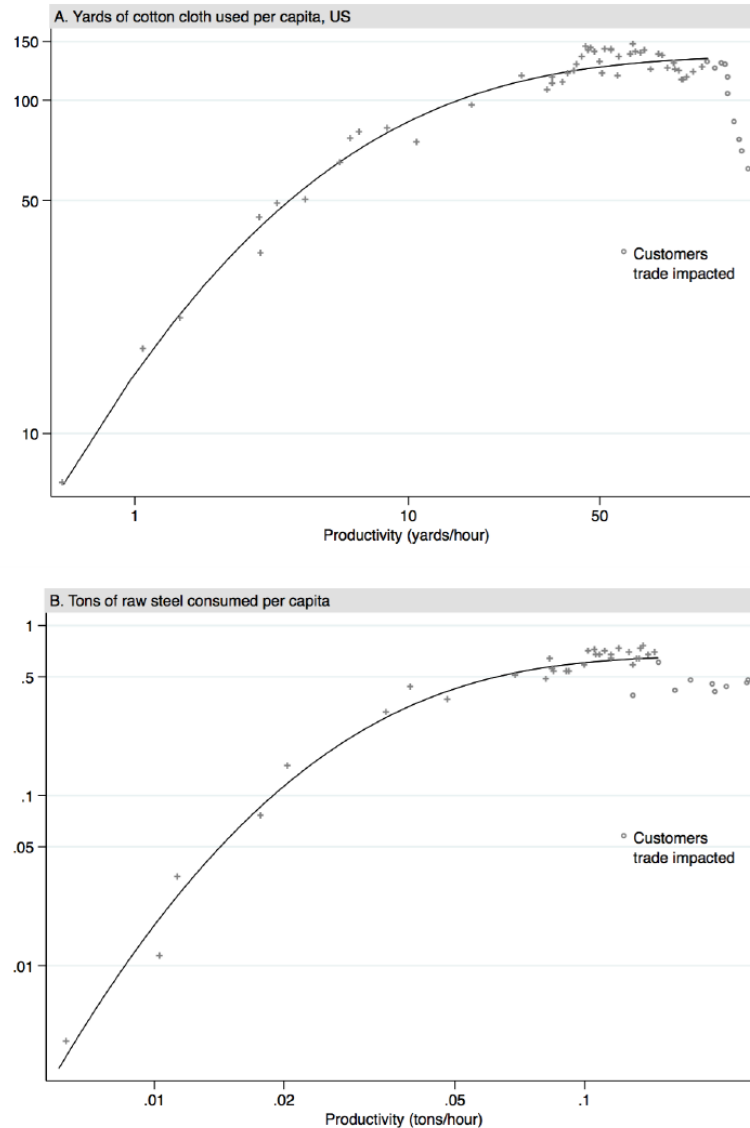 A. Yards of cotton cloth used per capita, US
150
100
50
10
Customers
trade impacted
1
10
50
Productivity (yards/hour)
B. Tons of raw steel consumed per capita
1
.5
.1
.05
.01
Customers
trade impacted
.01
.02
.05
.1
Productivity (tons/hour)